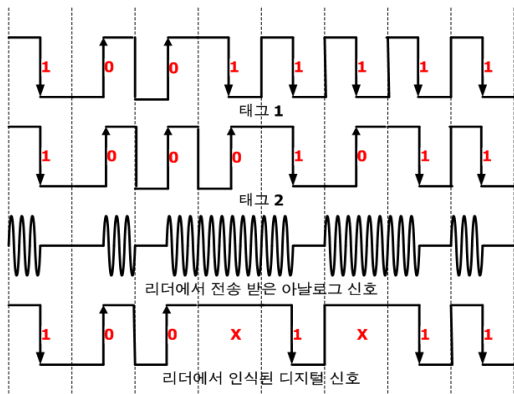 1 0 0 1 1 1 1 1
태그 1
1 0 0 0 1 0 1 1
태그 2
리더에서 전송 받은 아날로그 신호
1 0 0 X 1 X 1 1
리더에서 인식된 디지털 신호